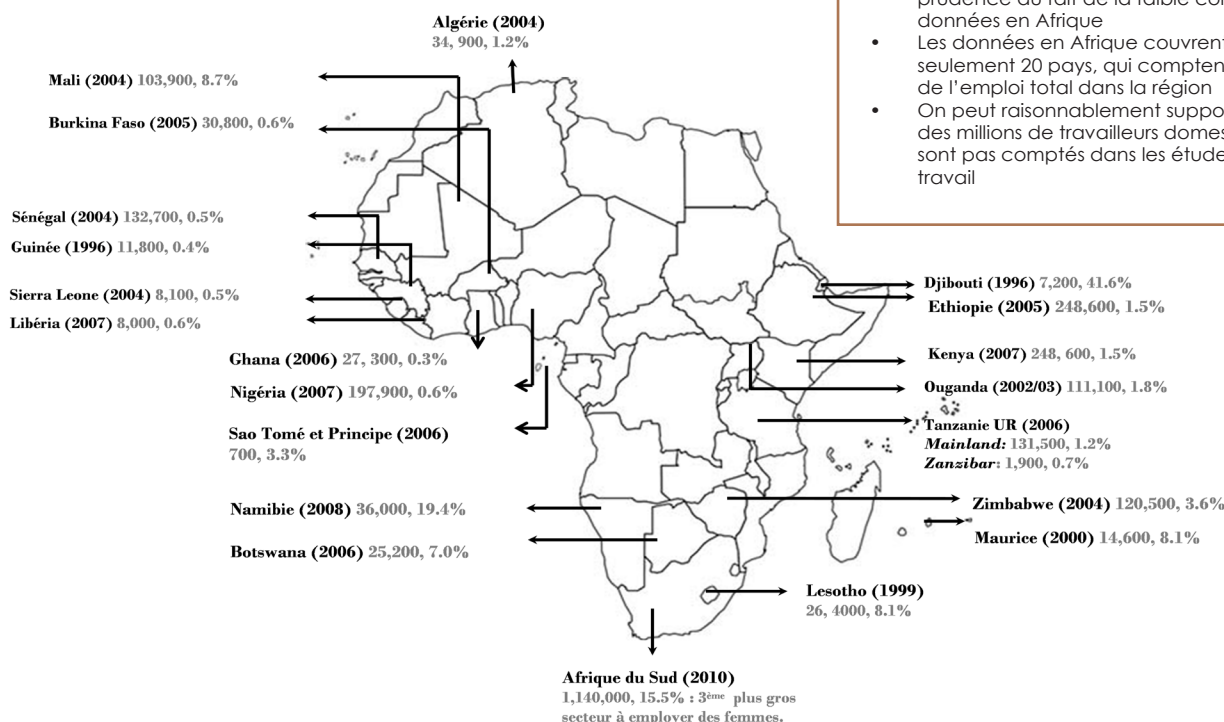 prudence du fait de la faible
données en Afrique
• Les données en Afrique couvrent
seulement 20 pays, qui
de l'emploi total dans la région
• On peut raisonnablement
des millions de travailleurs
sont pas comptés dans les
travail
Algérie (2004)
34, 900, 1.2%
Mali (2004) 103,900, 8.7%
Burkina Faso (2005) 30,800, 0.6%
Sénégal (2004) 132,700, 0.5%
Guinée (1996) 11,800, 0.4%
Sierra Leone (2004) 8,100, 0.5%
Libéria (2007) 8,000, 0.6%
Ghana (2006) 27, 300, 0.3%
Nigéria (2007) 197,900, 0.6%
Sao Tomé et Principe (2006)
700, 3.3%
Namibie (2008) 36,000, 19.4%
Botswana (2006) 25,200, 7.0%
Djibouti (1996) 7,200, 41.6%
Ethiopie (2005) 248,600, 1.5%
Kenya (2007) 248, 600, 1.5%
Ouganda (2002/03) 111,100, 1.8%
Tanzanie UR (2006)
Mainland: 131,500, 1.2%
Zanzibar: 1,900, 0.7%
Zimbabwe (2004) 120,500, 3.6%
Maurice (2000) 14,600, 8.1%
Lesotho (1999)
26, 4000, 8.1%
Afrique du Sud (2010)
1,140,000, 15.5% : 3ème plus gros
secteur à employer des femmes.